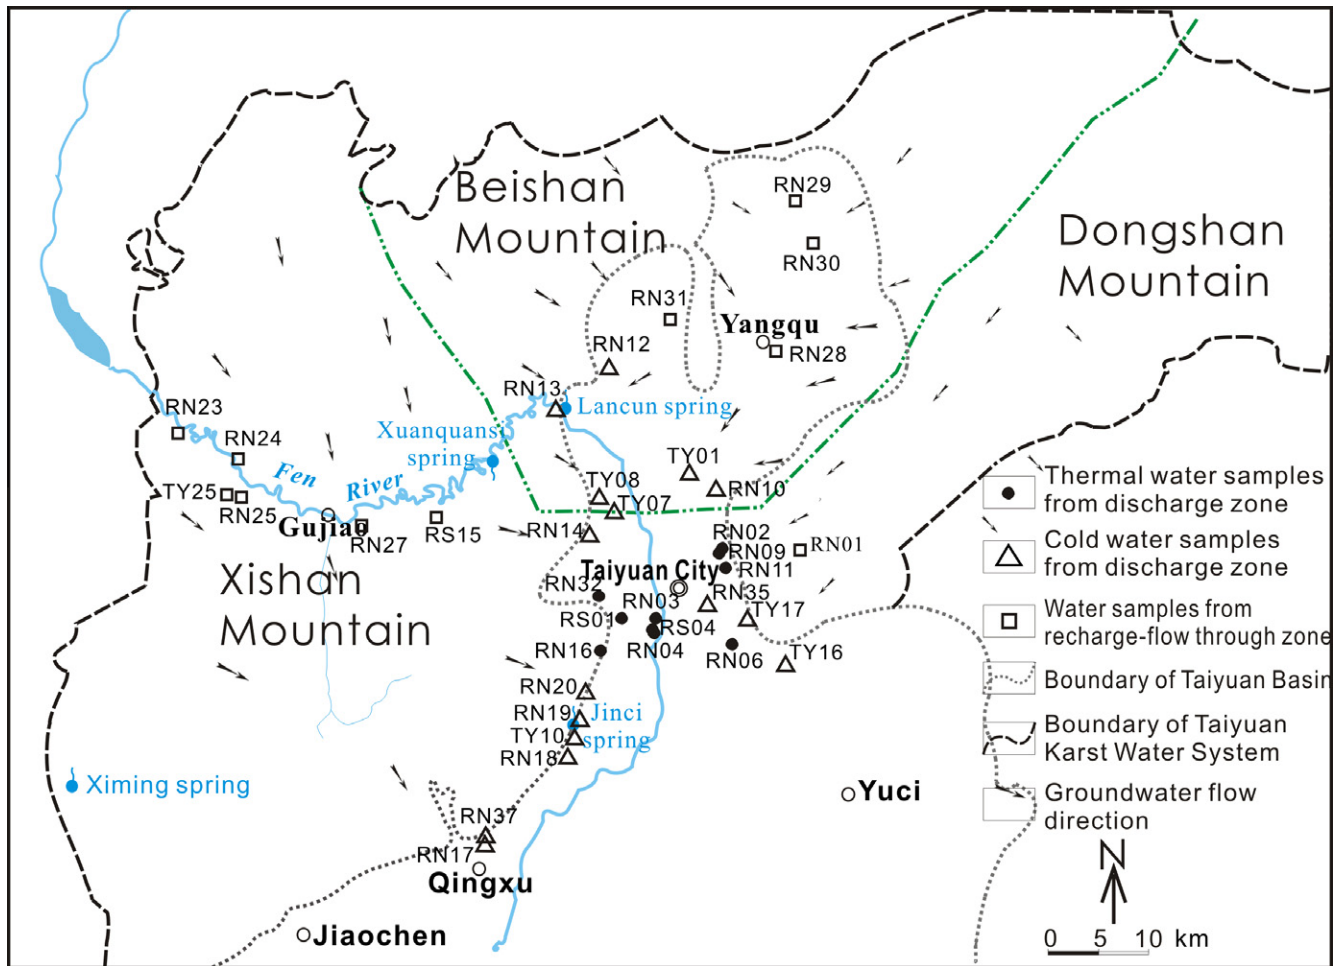 Beishan
Mountain
RN29
RN30
Dongshan
Mountain
RN31
Yangqu
RN28
RN12
RN13
Lancun spring
RN23
Xuanquansi
spring
RN24
Fen
River
TY01
RN10
TY08
TY07
TY25
RN25
Gujiao
RN27
RS15
RN14
RN02
RN09
RN01
RN11
Taiyuan City
Xishan
Mountain
RN32
RN03
RN35
TY17
RS01
RS04
RN16
RN04
RN06
TY16
RN20
RN19
Jinci
spring
TY10
RN18
Ximing spring
Yuci
RN37
RN17
Qingxu
Jiaochen
Thermal water samples
from discharge zone
Cold water samples
from discharge zone
Water samples from
recharge-flow through zone
Boundary of Taiyuan Basin
Boundary of Taiyuan
Karst Water System
Groundwater flow
direction
N
0 5 10 km